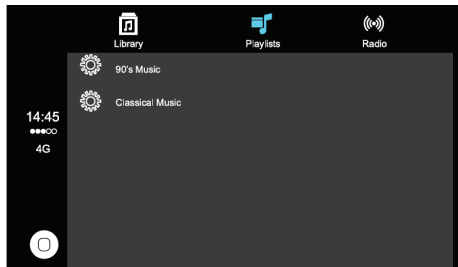 Library
Playlists
Radio
90's Music
Classical Music
14:45
4G